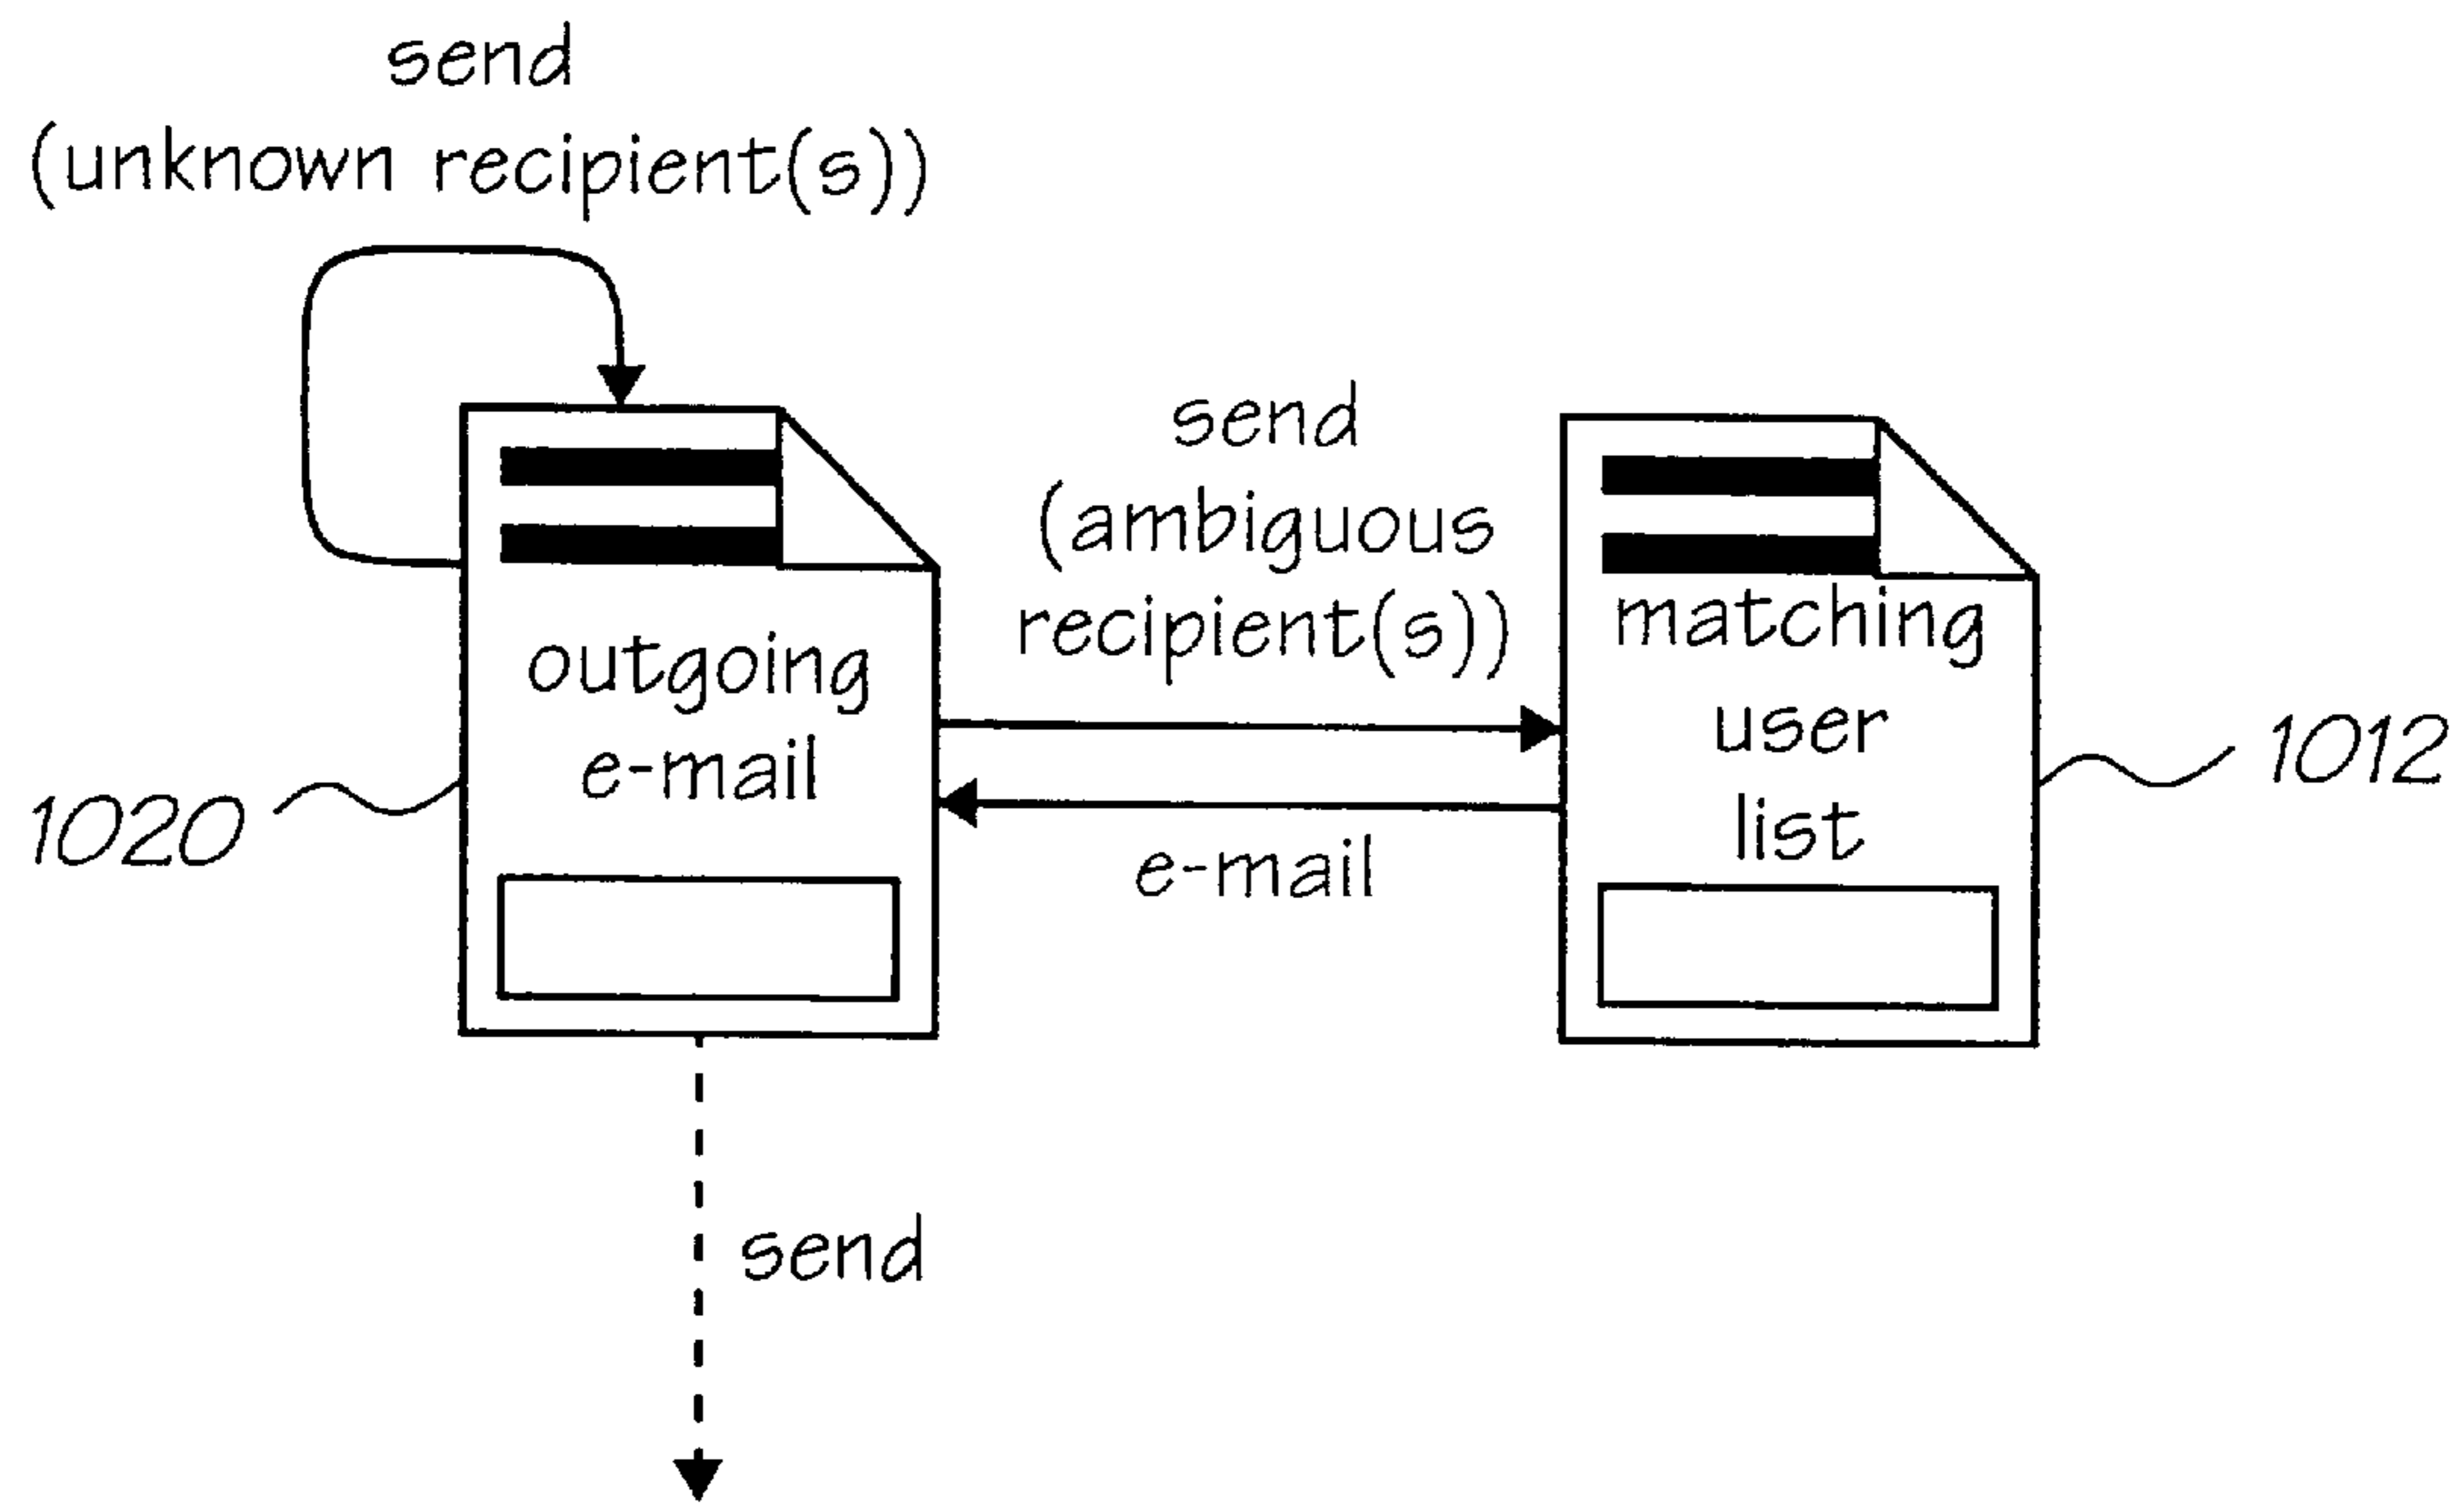 send
(unknown recipient(s))
send
(ambiguous
recipient(s))
outgoing
e-mail
1020
e-mail
matching
user
list
1012
send